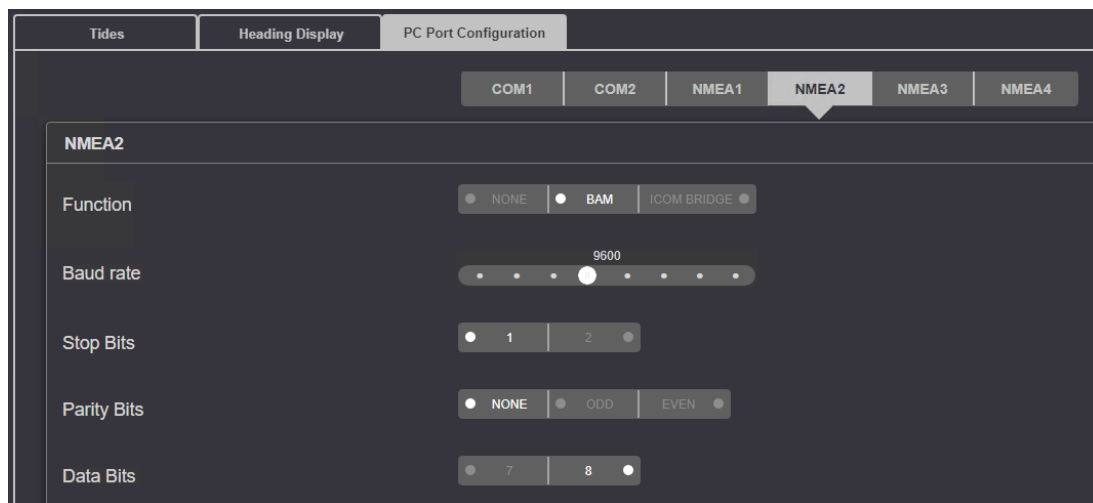 Tides Heading Display PC Port Configuration
COM1 COM2 NMEA1 NMEA2 NMEA3 NMEA4
NMEA2
Function NONE BAM ICOM BRIDGE
9600
Baud rate
Stop Bits 1 2
Parity Bits NONE ODD EVEN
Data Bits 7 8